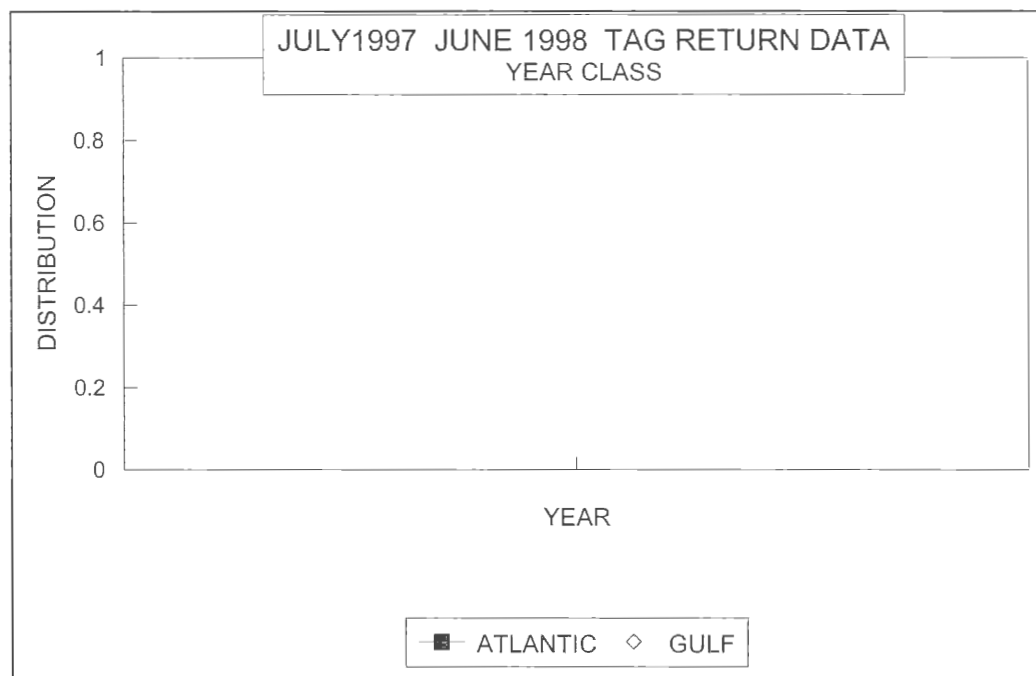 JULY1997 JUNE 1998 TAG RETURN DATA
YEAR CLASS
1
0.8
0.6
0.4
0.2
0
DISTRIBUTION
YEAR
ATLANTIC GULF